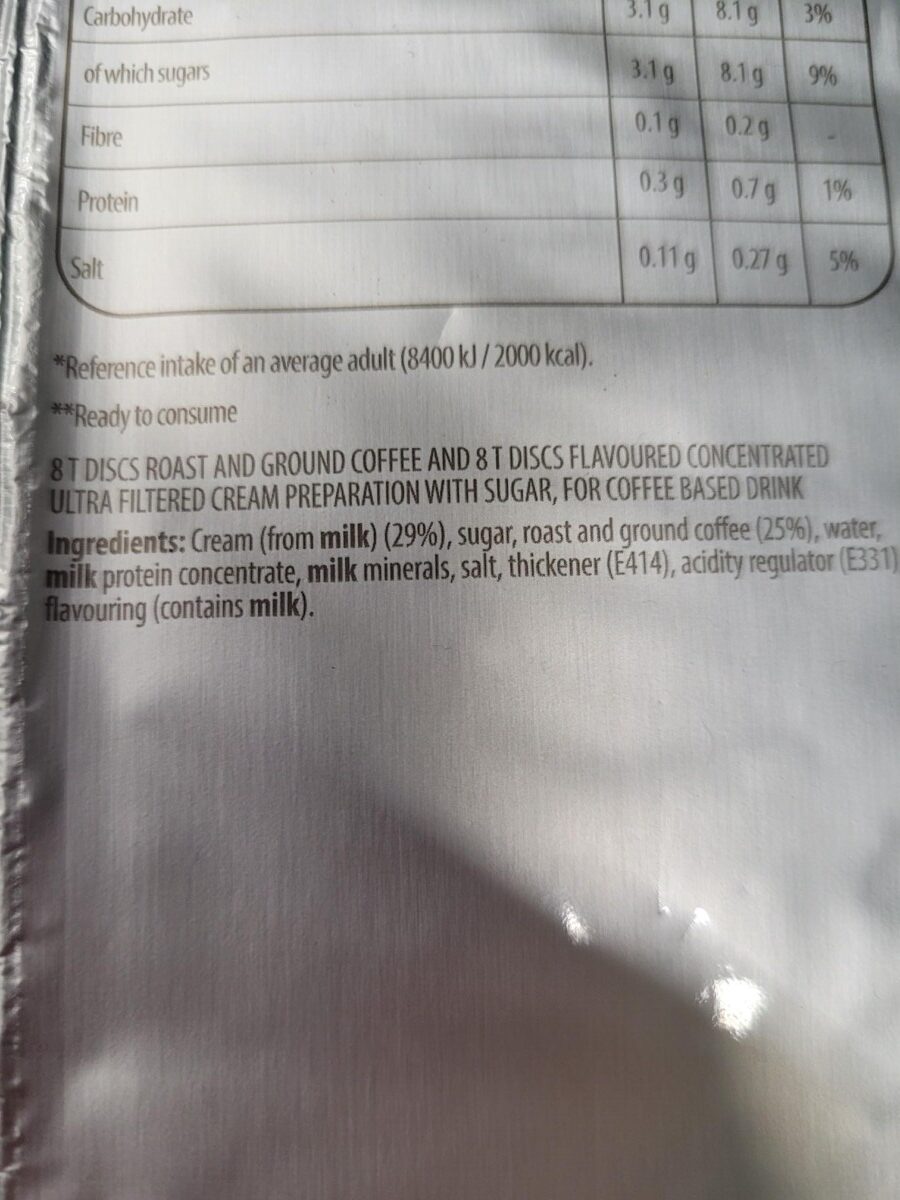 Carbohydrate 3.1 g 8.1 g 3%
of which sugars 3.1 g 8.1 g 9%
Fibre 0.1 g 0.2 g -
Protein 0.3 g 0.7 g 1%
Salt 0.11 g 0.27 g 5%
*Reference intake of an average adult (8400 kJ / 2000 kcal).
**Ready to consume
8 T DISCS ROAST AND GROUND COFFEE AND 8 T DISCS FLAVOURED CONCENTRATED
ULTRA FILTERED CREAM PREPARATION WITH SUGAR, FOR COFFEE BASED DRINK
Ingredients: Cream (from milk) (29%), sugar, roast and ground coffee (25%), water,
milk protein concentrate, milk minerals, salt, thickener (E414), acidity regulator (E331)
flavouring (contains milk).